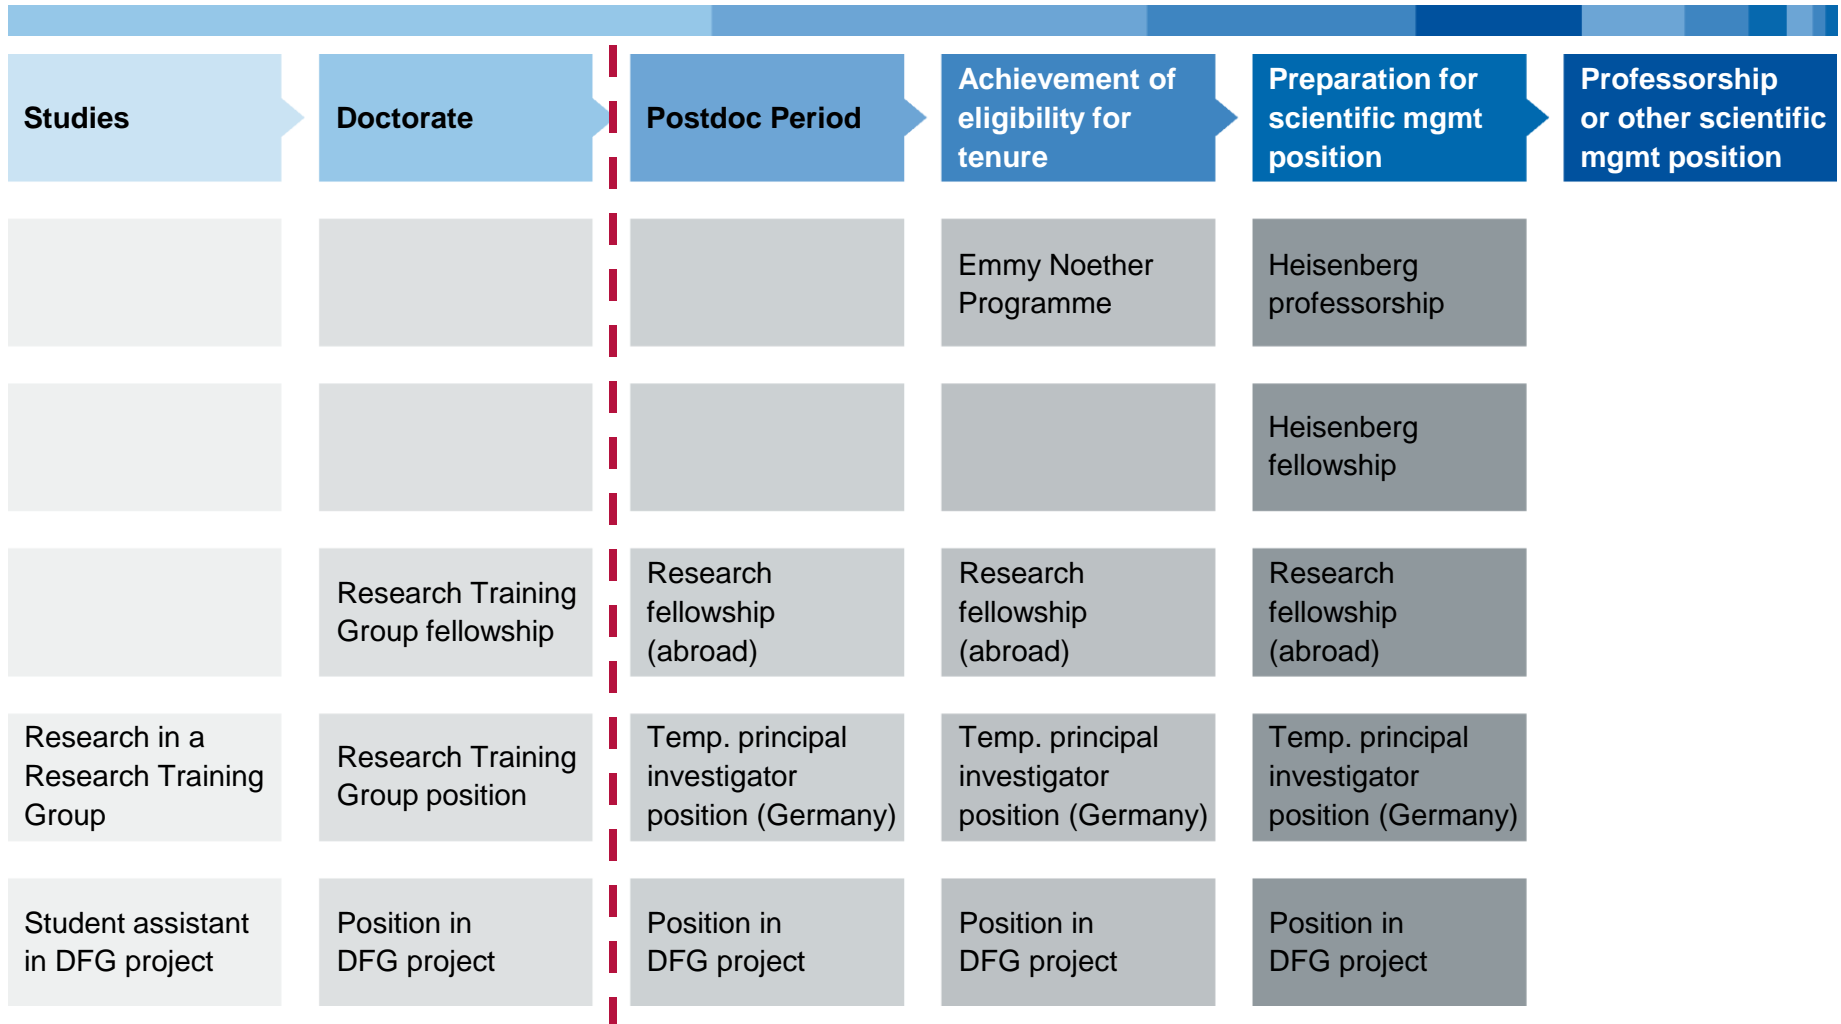 Studies
Doctorate
Postdoc Period
Achievement of
eligibility for
tenure
Preparation for
scientific mgmt
position
Professorship
or other scientific
mgmt position
Emmy Noether
Programme
Heisenberg
professorship
Heisenberg
fellowship
Research Training
Group fellowship
Research
fellowship
(abroad)
Research
fellowship
(abroad)
Research
fellowship
(abroad)
Research in a
Research Training
Group
Research Training
Group position
Temp. principal
investigator
position (Germany)
Temp. principal
investigator
position (Germany)
Temp. principal
investigator
position (Germany)
Student assistant
in DFG project
Position in
DFG project
Position in
DFG project
Position in
DFG project
Position in
DFG project